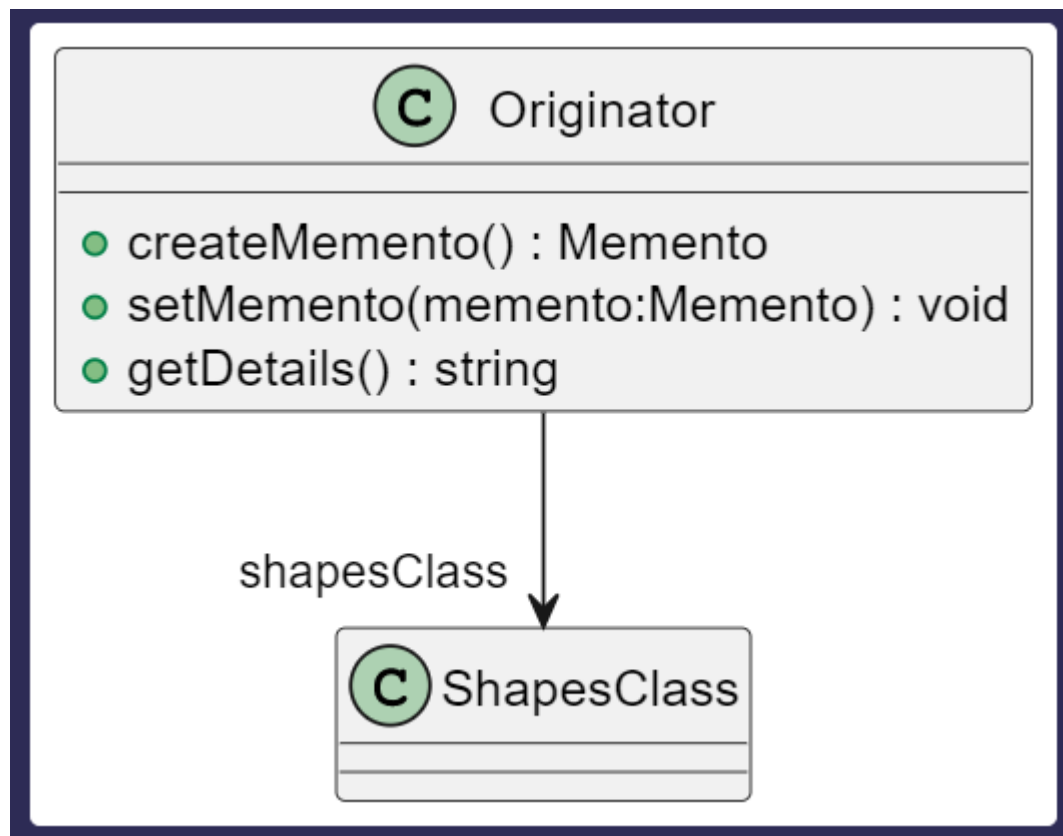 C Originator
createMemento() : Memento
setMemento(memento:Memento) : void
getDetails() : string
shapesClass
C ShapesClass